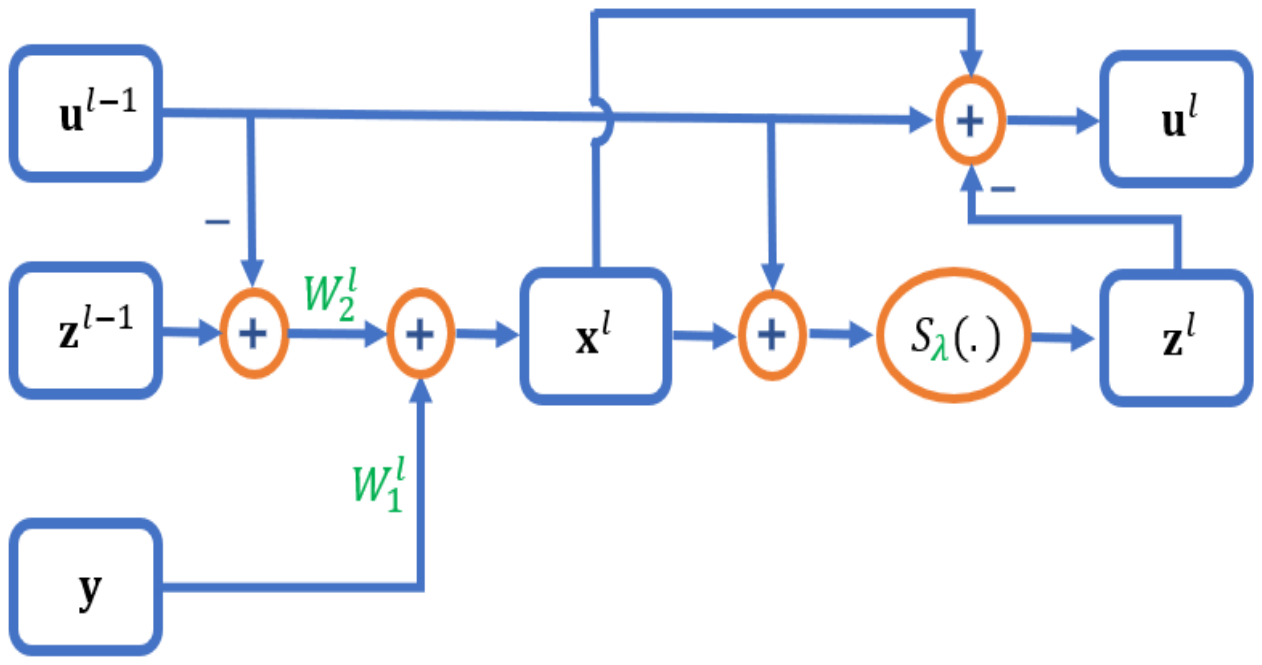 u^{l−1}
+
u^l
−
−
z^{l−1}
+
W_2^l
+
x^l
+
S_λ(.)
z^l
W_1^l
y